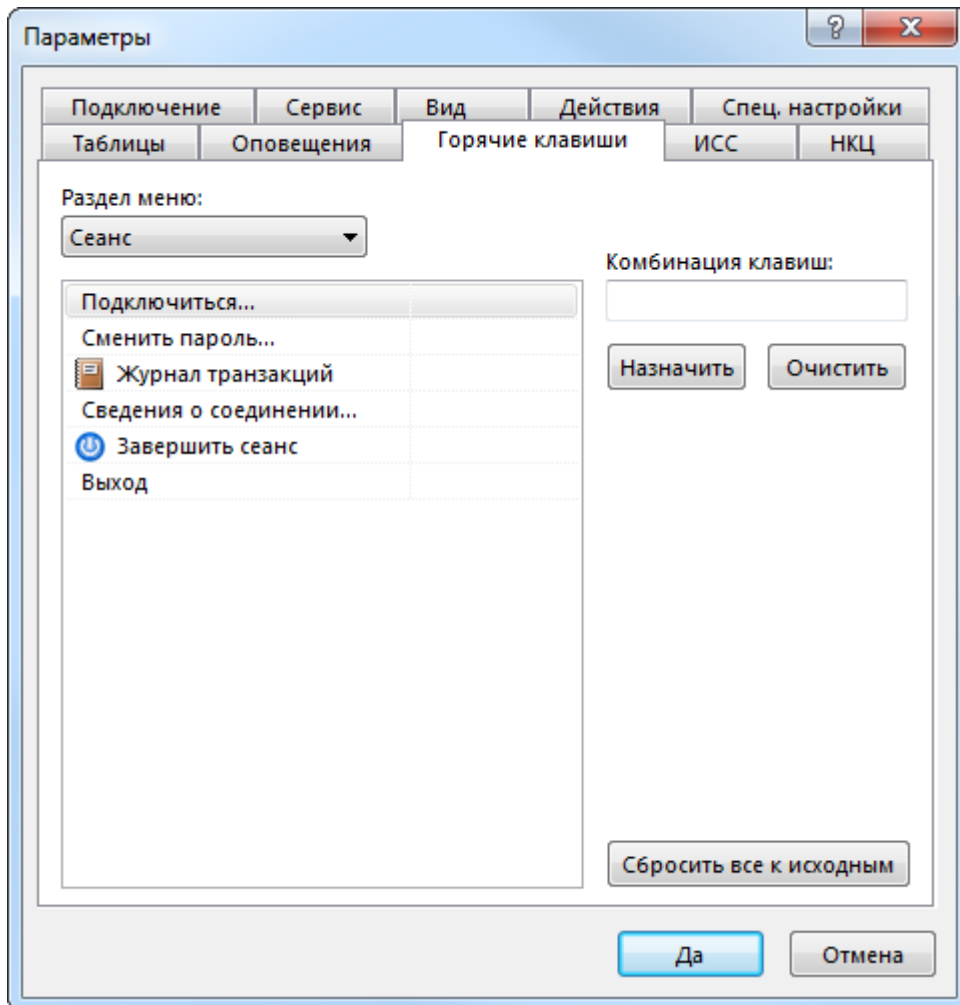 Параметры
Подключение Сервис Вид Действия Спец. настройки
Таблицы Оповещения Горячие клавиши ИСС НКЦ
Раздел меню:
Сеанс
Комбинация клавиш:
Подключиться...
Сменить пароль...
Назначить Очистить
Журнал транзакций
Сведения о соединении...
Завершить сеанс
Выход
Сбросить все к исходным
Да Отмена